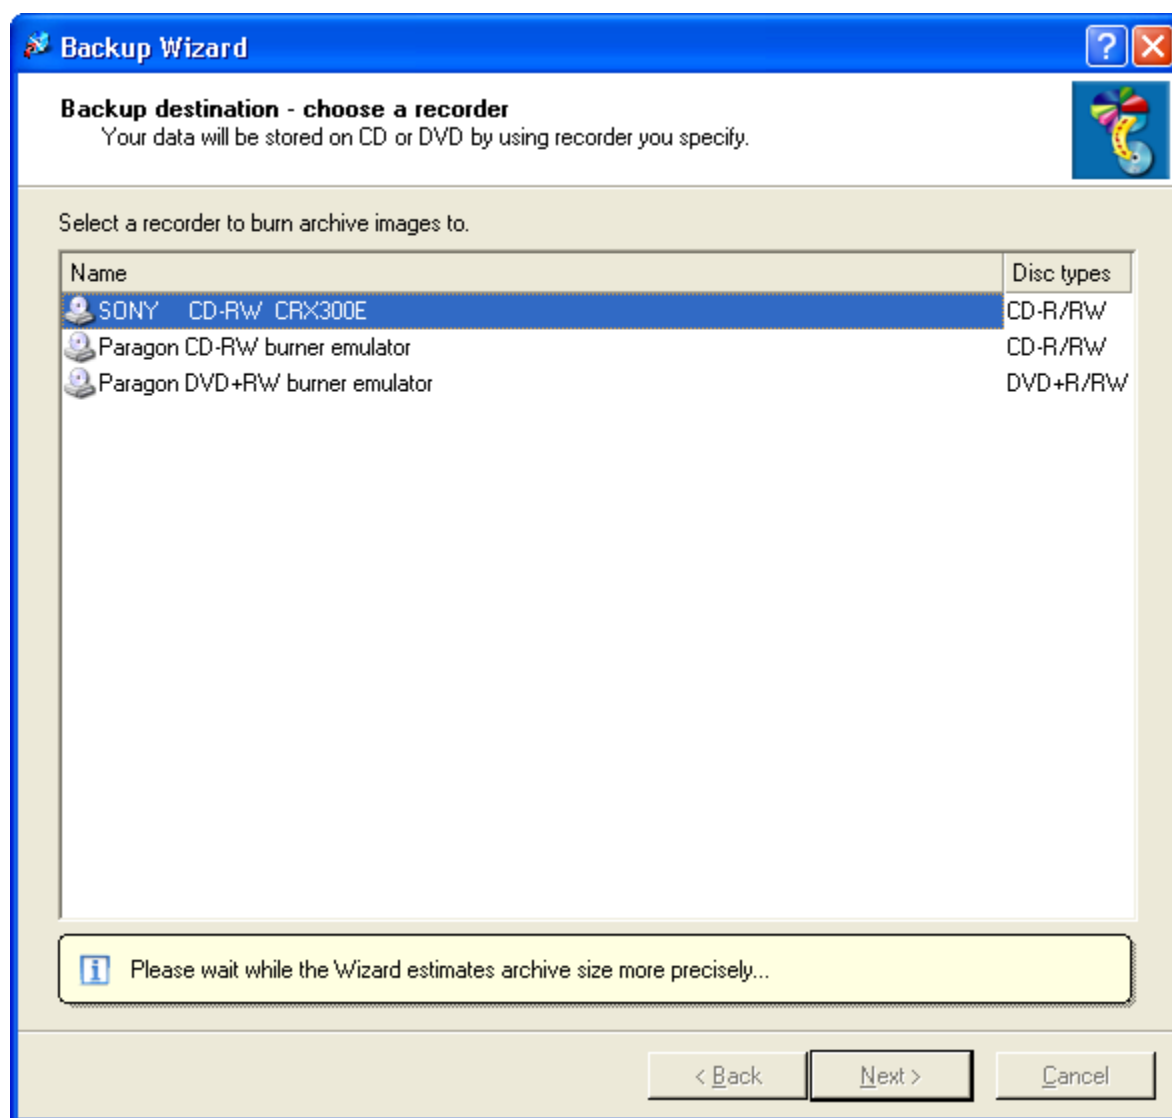 Backup Wizard
Backup destination - choose a recorder
Your data will be stored on CD or DVD by using recorder you specify.
Select a recorder to burn archive images to.
Name Disc types
SONY CD-RW CRX300E CD-R/RW
Paragon CD-RW burner emulator CD-R/RW
Paragon DVD+RW burner emulator DVD+R/RW
Please wait while the Wizard estimates archive size more precisely...
< Back Next > Cancel